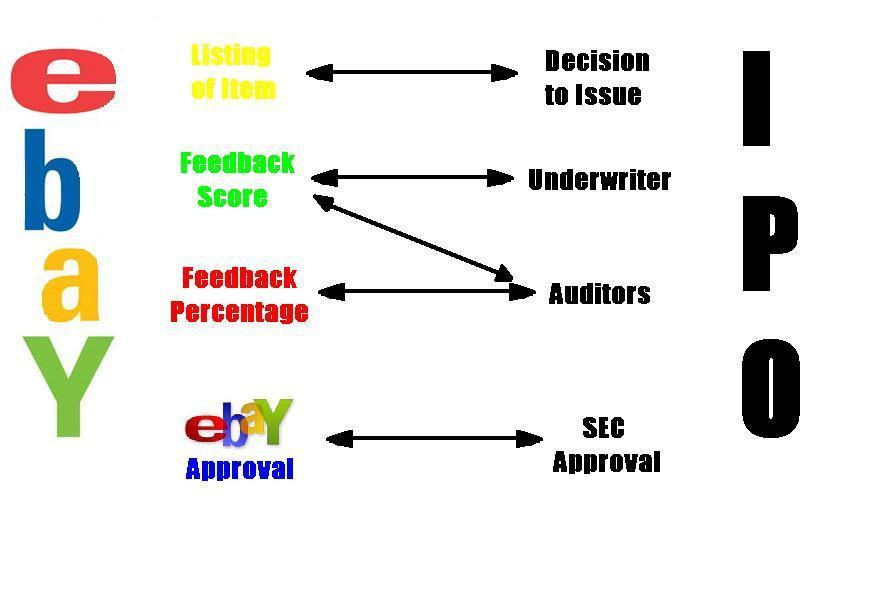 ebaY
Listing
of Item
Decision
to Issue
Feedback
Score
Underwriter
Feedback
Percentage
Auditors
ebaY
Approval
SEC
Approval
IPO